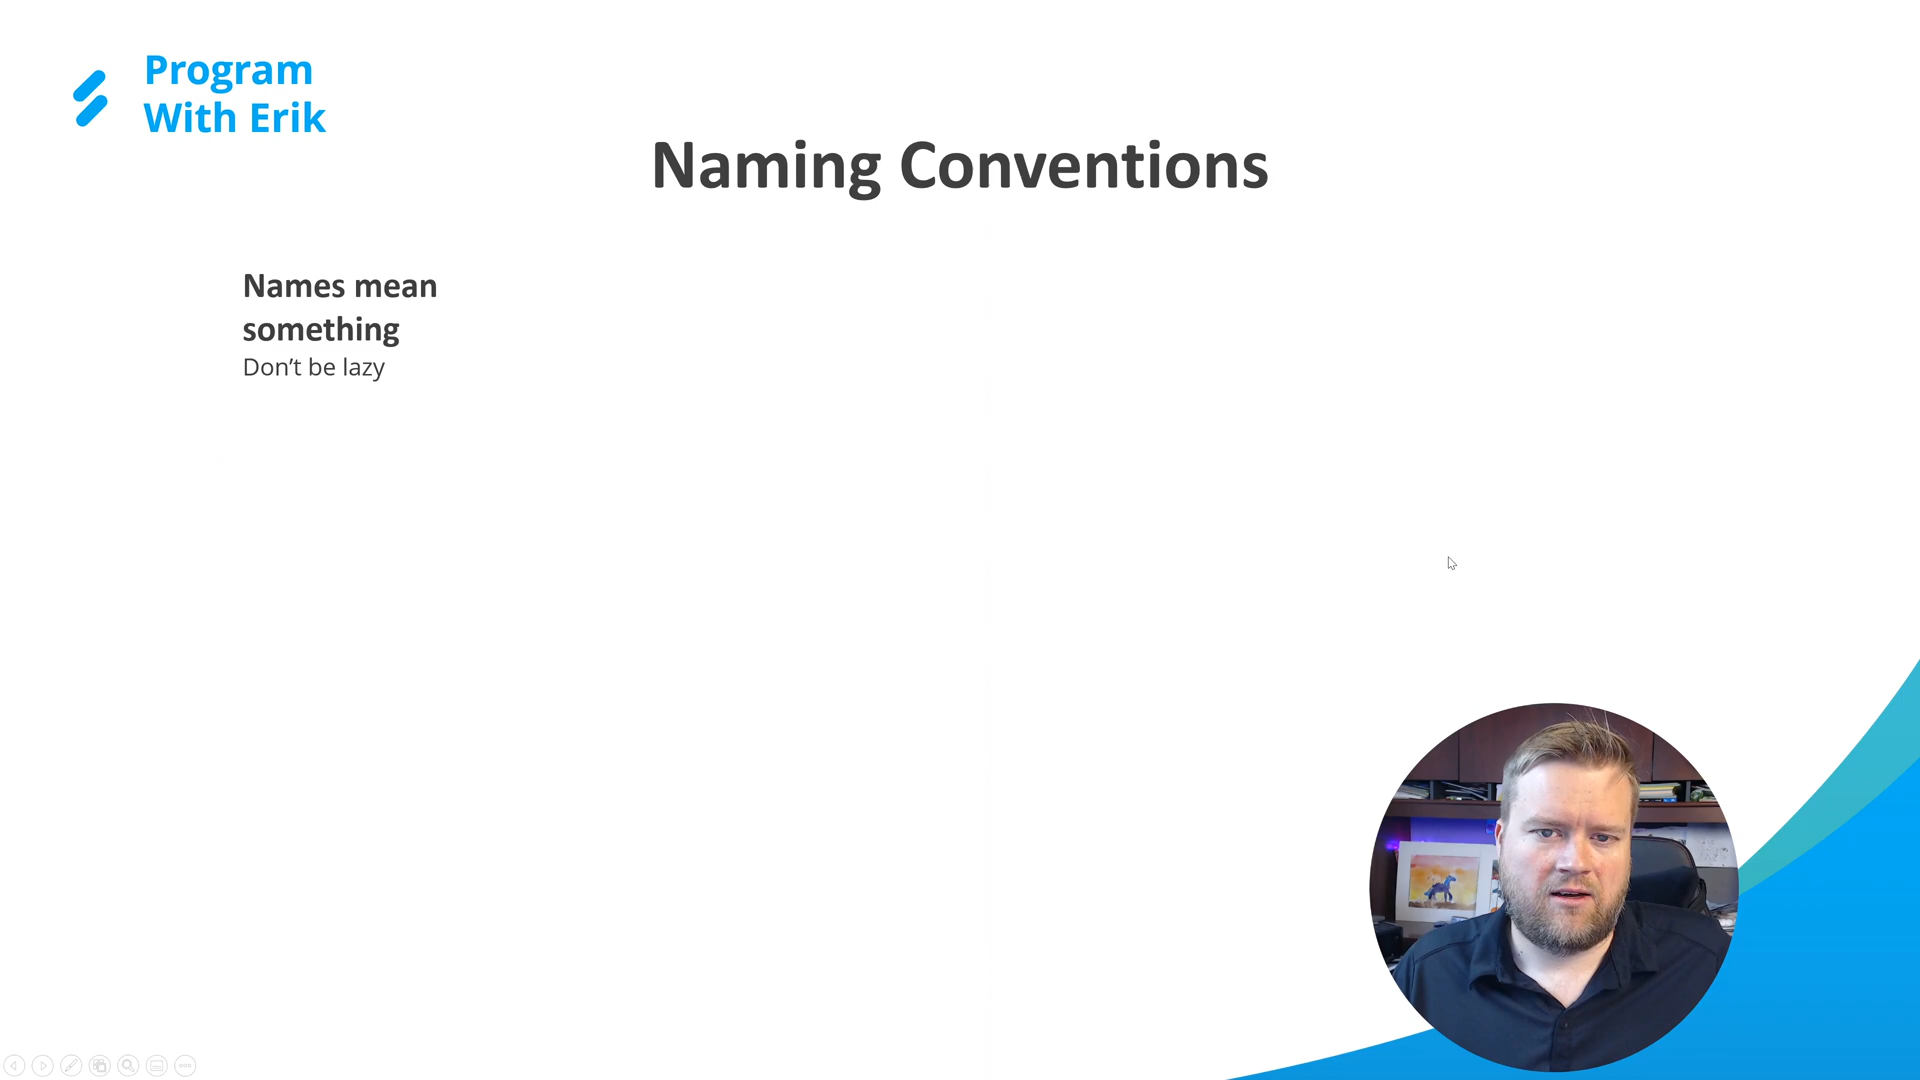 Program
With Erik
Naming Conventions
Names mean
something
Don’t be lazy